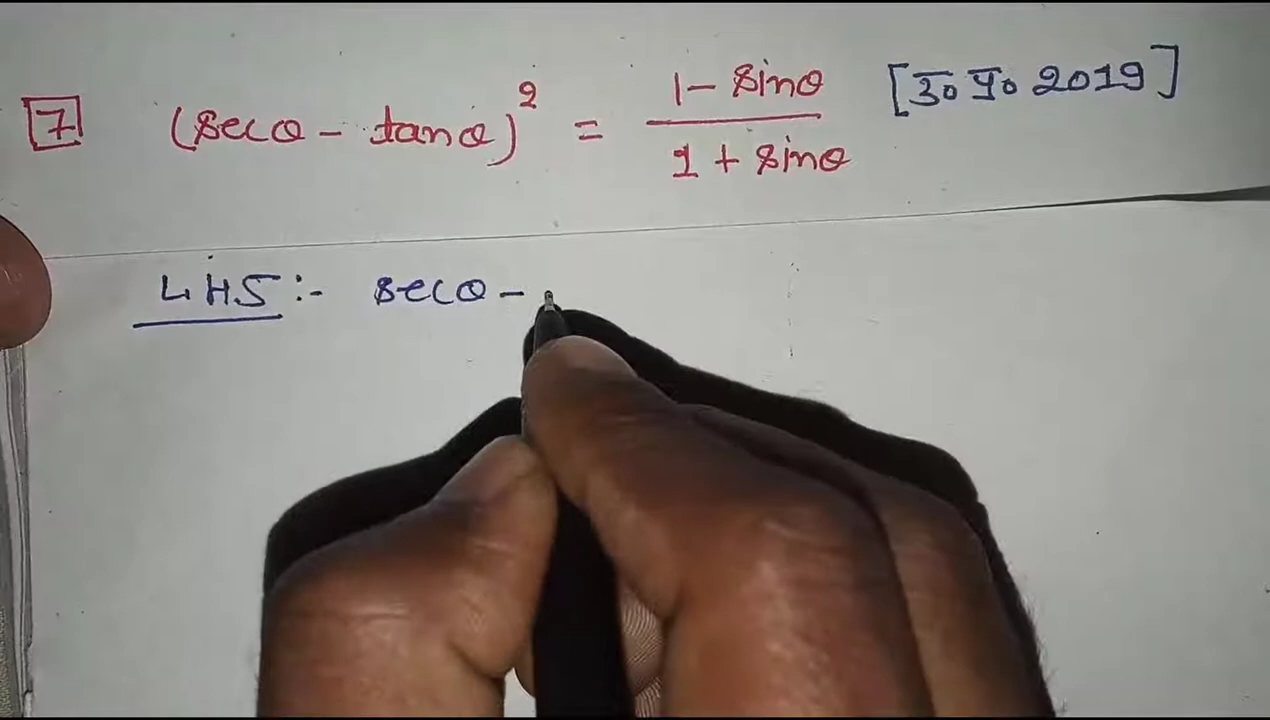 7 (secθ - tanθ)² = (1 - sinθ)/(1 + sinθ) [उ० प्र० 2019]
LHS :- secθ -